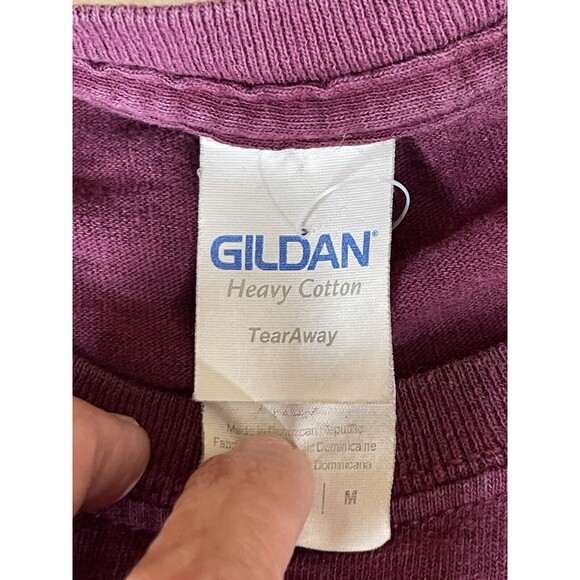 GILDAN®
Heavy Cotton
TearAway
Made in Dominican Republic
Dominicaine
Dominicana
M